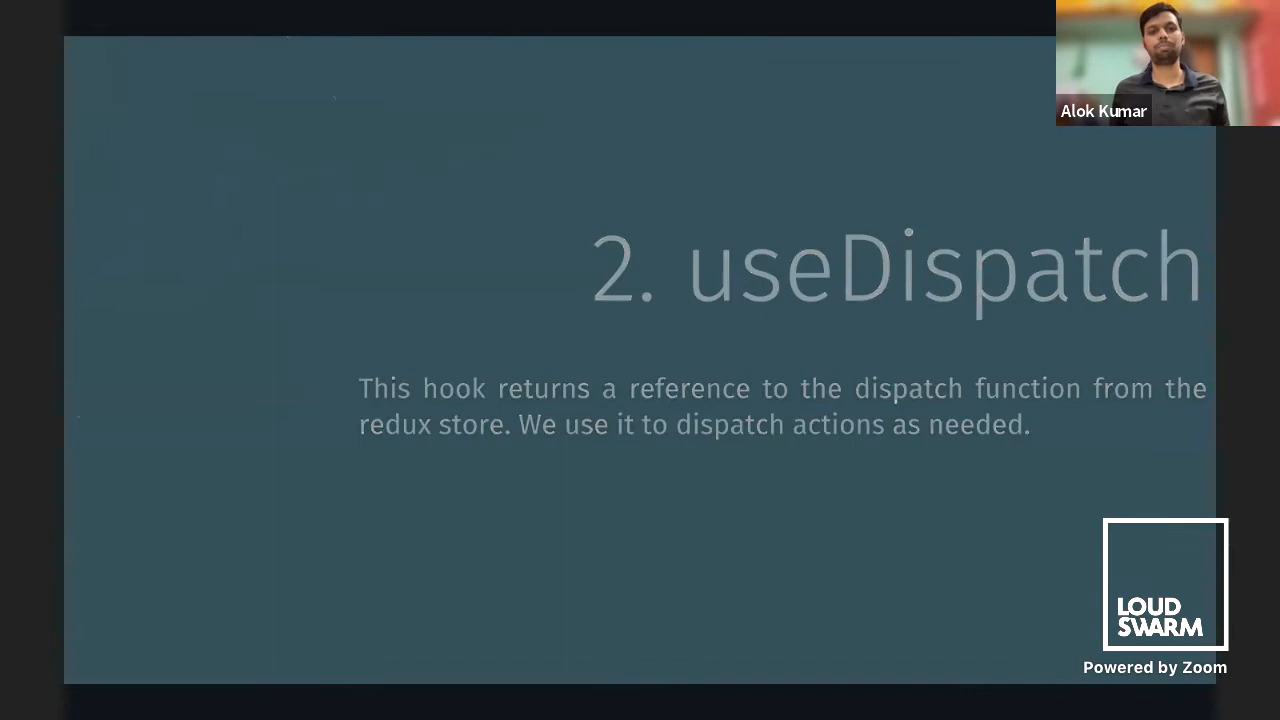 Alok Kumar
2. useDispatch
This hook returns a reference to the dispatch function from the
redux store. We use it to dispatch actions as needed.
LOUD
SWARM
Powered by Zoom